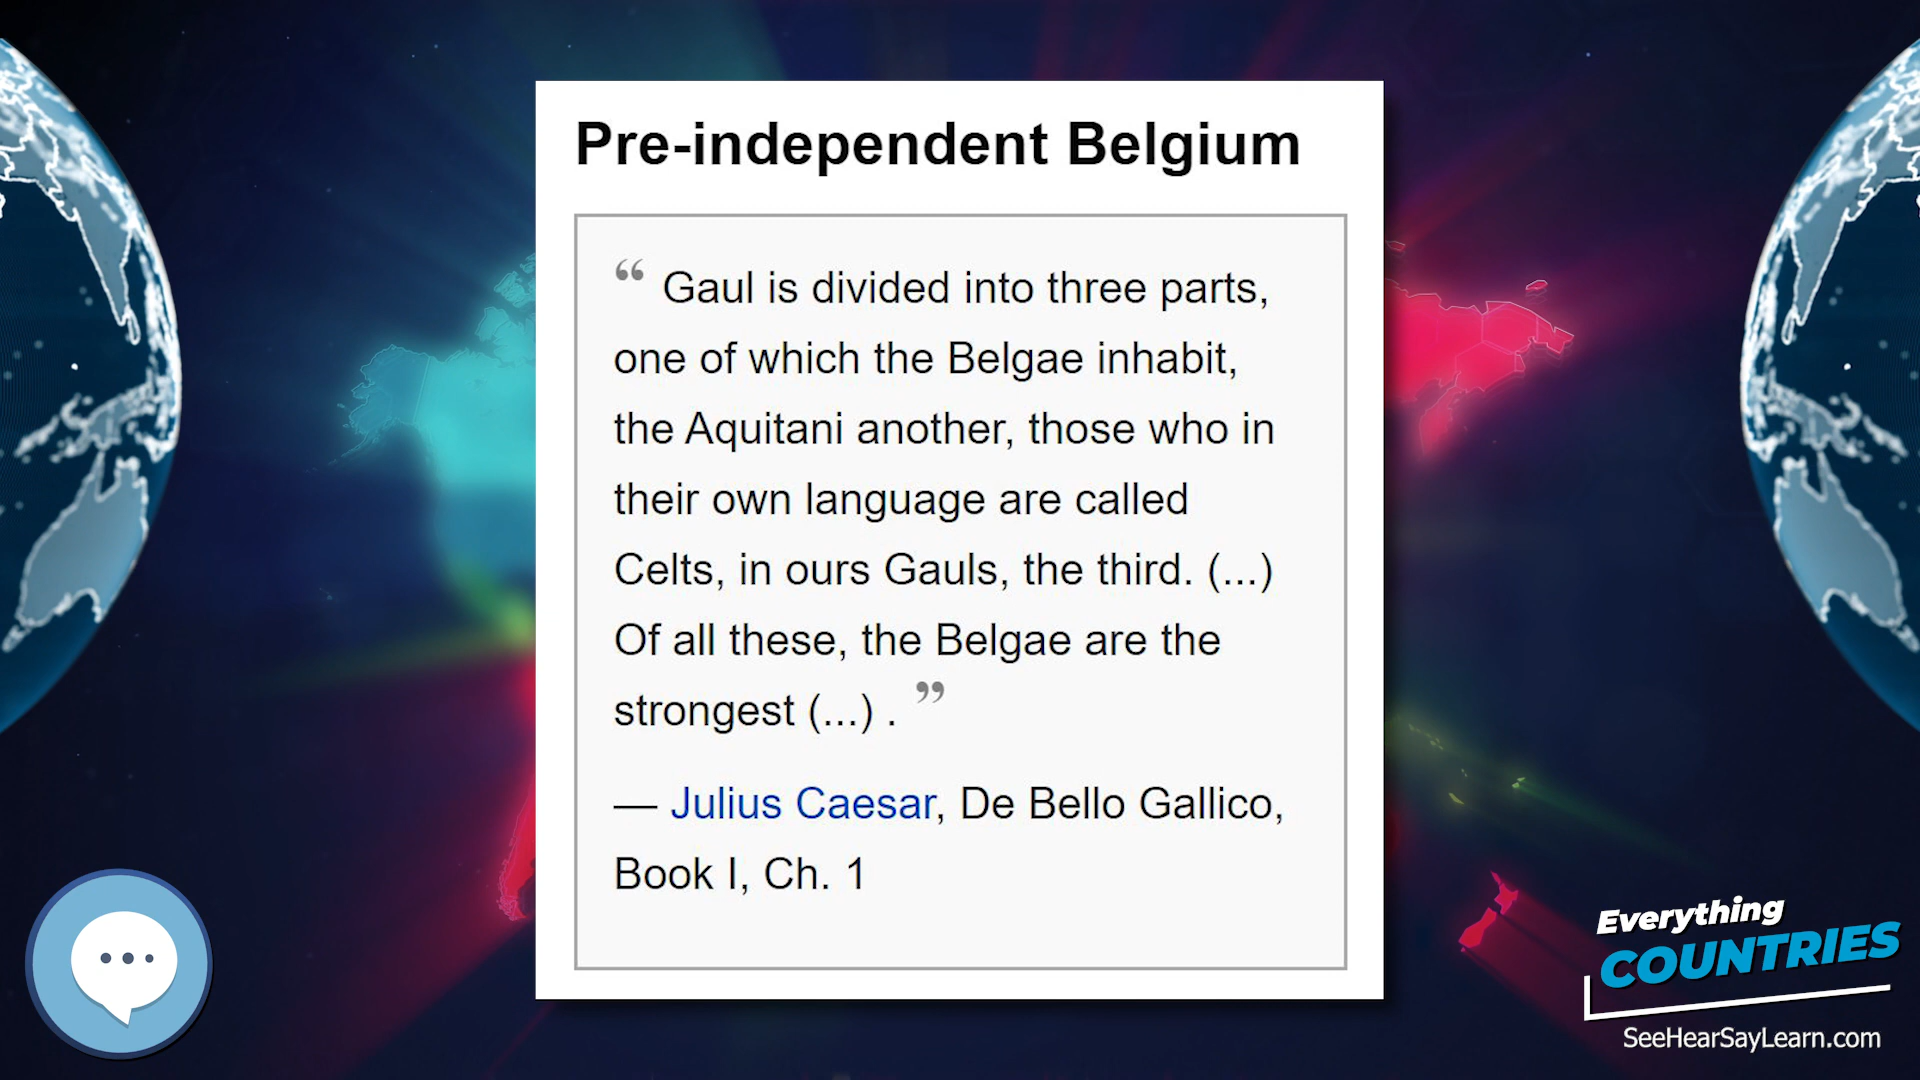 Pre-independent Belgium
“ Gaul is divided into three parts,
one of which the Belgae inhabit,
the Aquitani another, those who in
their own language are called
Celts, in ours Gauls, the third. (...)
Of all these, the Belgae are the
strongest (...) . ”
— Julius Caesar, De Bello Gallico,
Book I, Ch. 1
Everything
COUNTRIES
SeeHearSayLearn.com